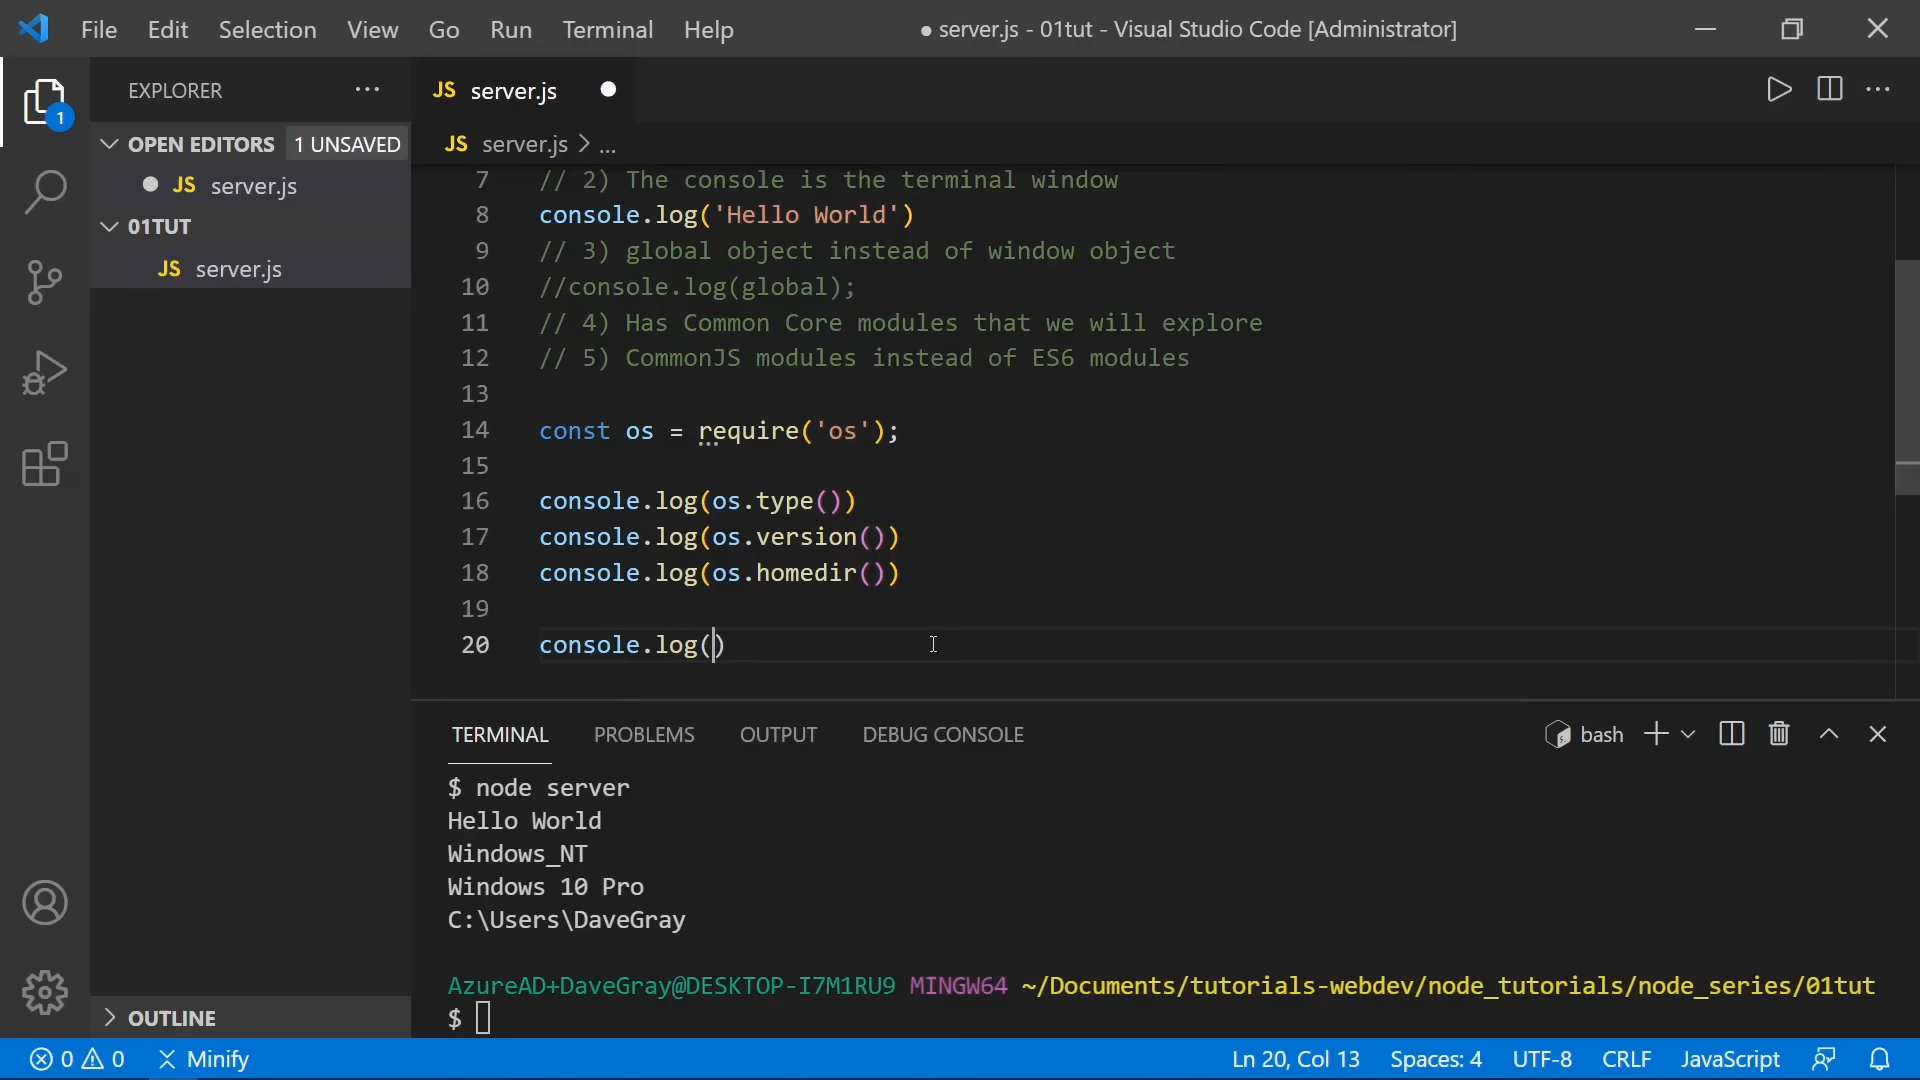 File Edit Selection View Go Run Terminal Help
● server.js - 01tut - Visual Studio Code [Administrator]
1
EXPLORER ...
OPEN EDITORS 1 UNSAVED
● JS server.js
01TUT
JS server.js
OUTLINE
JS server.js ●
JS server.js > ...
7 // 2) The console is the terminal window
8 console.log('Hello World')
9 // 3) global object instead of window object
10 //console.log(global);
11 // 4) Has Common Core modules that we will explore
12 // 5) CommonJS modules instead of ES6 modules
13
14 const os = require('os');
15
16 console.log(os.type())
17 console.log(os.version())
18 console.log(os.homedir())
19
20 console.log()
TERMINAL PROBLEMS OUTPUT DEBUG CONSOLE
bash
$ node server
Hello World
Windows_NT
Windows 10 Pro
C:\Users\DaveGray
AzureAD+DaveGray@DESKTOP-I7M1RU9 MINGW64 ~/Documents/tutorials-webdev/node_tutorials/node_series/01tut
$
0 0 Minify
Ln 20, Col 13 Spaces: 4 UTF-8 CRLF JavaScript